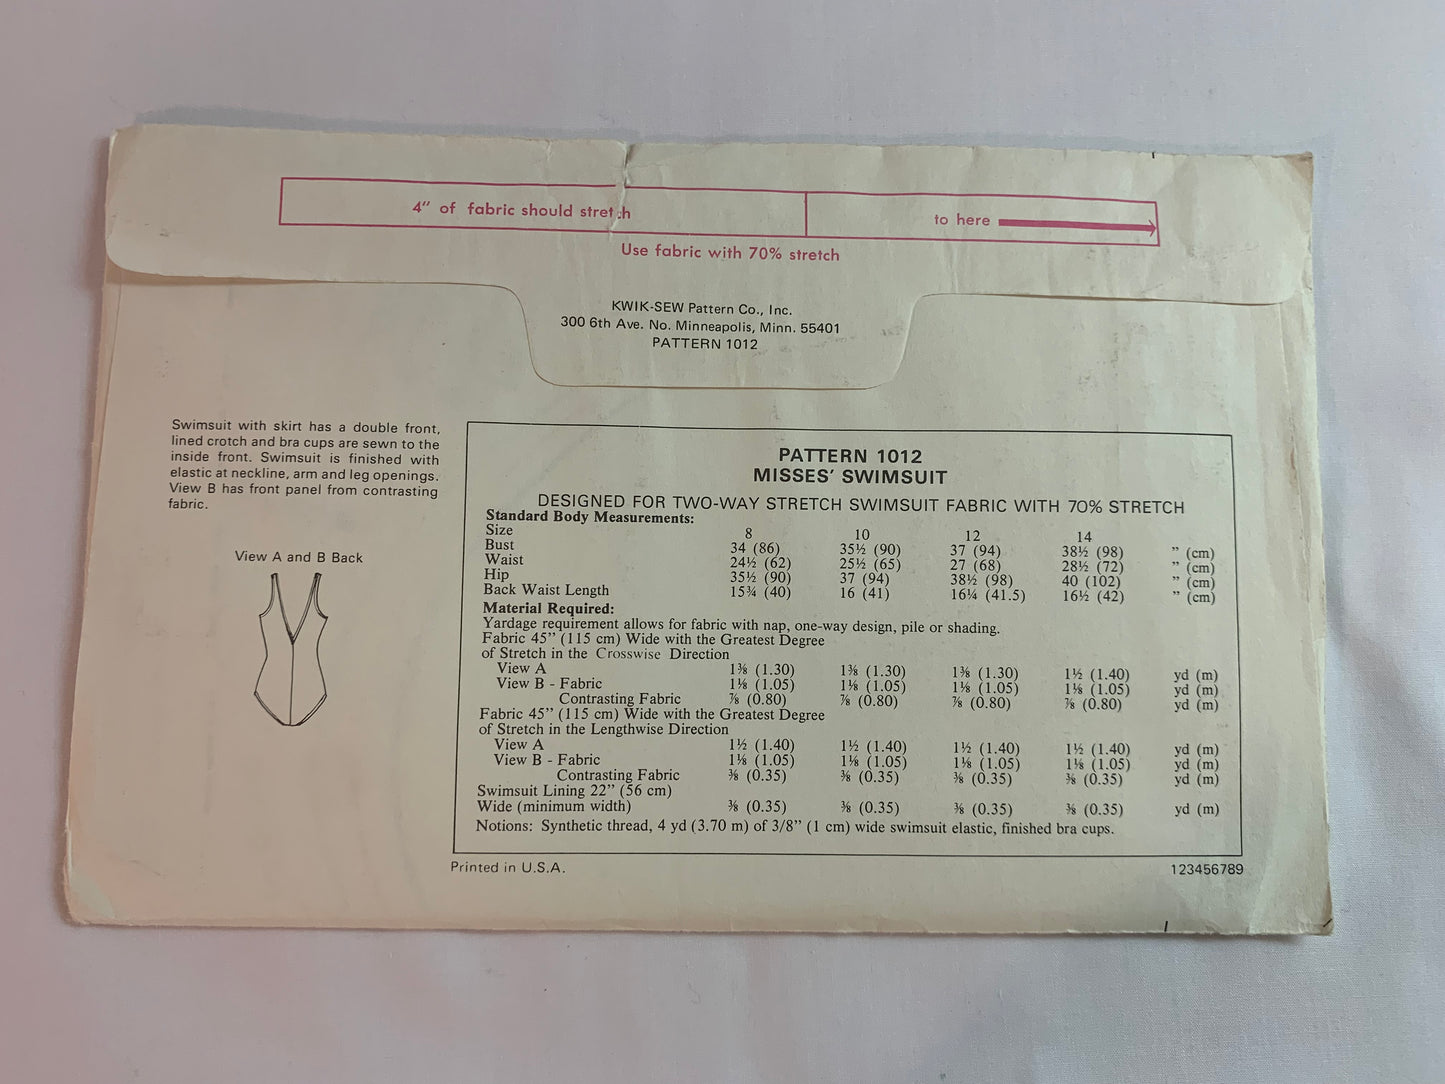 4" of fabric should stretch
to here
Use fabric with 70% stretch
KWIK-SEW Pattern Co., Inc.
300 6th Ave. No. Minneapolis, Minn. 55401
PATTERN 1012
Swimsuit with skirt has a double front,
lined crotch and bra cups are sewn to the
inside front. Swimsuit is finished with
elastic at neckline, arm and leg openings.
View B has front panel from contrasting
fabric.
View A and B Back
PATTERN 1012
MISSES' SWIMSUIT
DESIGNED FOR TWO-WAY STRETCH SWIMSUIT FABRIC WITH 70% STRETCH
Standard Body Measurements:
Size 8 10 12 14
Bust 34 (86) 35½ (90) 37 (94) 38½ (98) " (cm)
Waist 24½ (62) 25½ (65) 27 (68) 28½ (72) " (cm)
Hip 35½ (90) 37 (94) 38½ (98) 40 (102) " (cm)
Back Waist Length 15¾ (40) 16 (41) 16¼ (41.5) 16½ (42) " (cm)
Material Required:
Yardage requirement allows for fabric with nap, one-way design, pile or shading.
Fabric 45" (115 cm) Wide with the Greatest Degree
of Stretch in the Crosswise Direction
View A 1⅜ (1.30) 1⅜ (1.30) 1⅜ (1.30) 1½ (1.40) yd (m)
View B - Fabric 1⅛ (1.05) 1⅛ (1.05) 1⅛ (1.05) 1⅛ (1.05) yd (m)
Contrasting Fabric ⅞ (0.80) ⅞ (0.80) ⅞ (0.80) ⅞ (0.80) yd (m)
Fabric 45" (115 cm) Wide with the Greatest Degree
of Stretch in the Lengthwise Direction
View A 1½ (1.40) 1½ (1.40) 1½ (1.40) 1½ (1.40) yd (m)
View B - Fabric 1⅛ (1.05) 1⅛ (1.05) 1⅛ (1.05) 1⅛ (1.05) yd (m)
Contrasting Fabric ⅜ (0.35) ⅜ (0.35) ⅜ (0.35) ⅜ (0.35) yd (m)
Swimsuit Lining 22" (56 cm)
Wide (minimum width) ⅜ (0.35) ⅜ (0.35) ⅜ (0.35) ⅜ (0.35) yd (m)
Notions: Synthetic thread, 4 yd (3.70 m) of 3/8" (1 cm) wide swimsuit elastic, finished bra cups.
Printed in U.S.A.
123456789